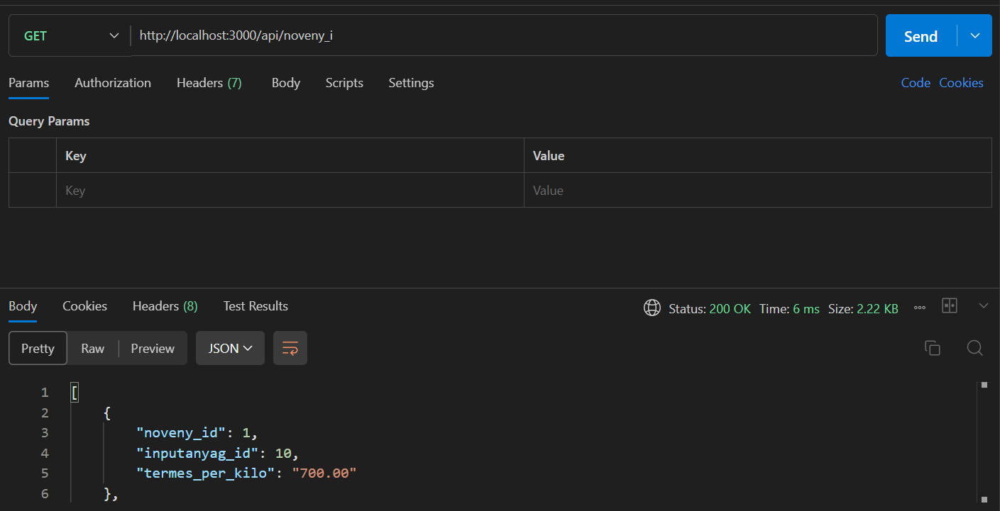 GET http://localhost:3000/api/noveny_i Send
Params Authorization Headers (7) Body Scripts Settings Code Cookies
Query Params
Key Value
Key Value
Body Cookies Headers (8) Test Results Status: 200 OK Time: 6 ms Size: 2.22 KB
Pretty Raw Preview JSON
1 [
2 {
3 "noveny_id": 1,
4 "inputanyag_id": 10,
5 "termes_per_kilo": "700.00"
6 },